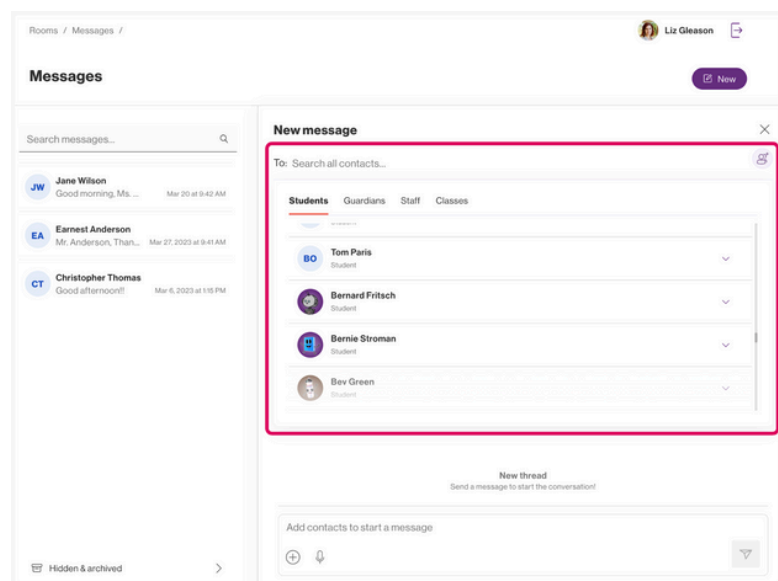 Rooms / Messages /
Liz Gleason
Messages
New
Search messages...
JW
Jane Wilson
Good morning, Ms. ...
Mar 20 at 9:42 AM
EA
Earnest Anderson
Mr. Anderson, Than...
Mar 27, 2023 at 9:41 AM
CT
Christopher Thomas
Good afternoon!!
Mar 6, 2023 at 1:15 PM
Hidden & archived
New message
To: Search all contacts...
Students Guardians Staff Classes
BO
Tom Paris
Student
Bernard Fritsch
Student
Bernie Stroman
Student
Bev Green
Student
New thread
Send a message to start the conversation!
Add contacts to start a message